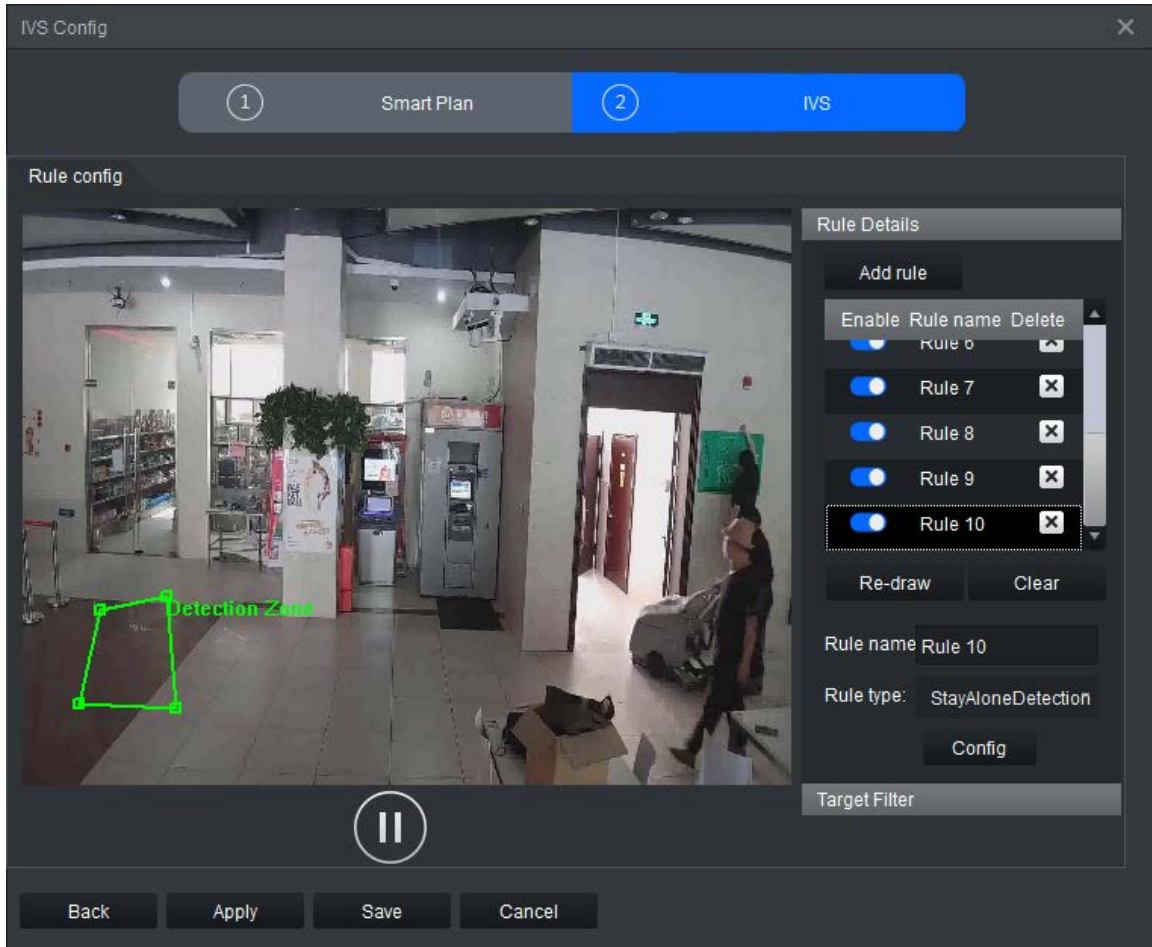 IVS Config
1 Smart Plan 2 IVS
Rule config
Rule Details
Add rule
Enable Rule name Delete
Rule 6
Rule 7
Rule 8
Rule 9
Rule 10
Re-draw Clear
Rule name Rule 10
Rule type: StayAloneDetection
Config
Target Filter
Detection Zone
Back Apply Save Cancel